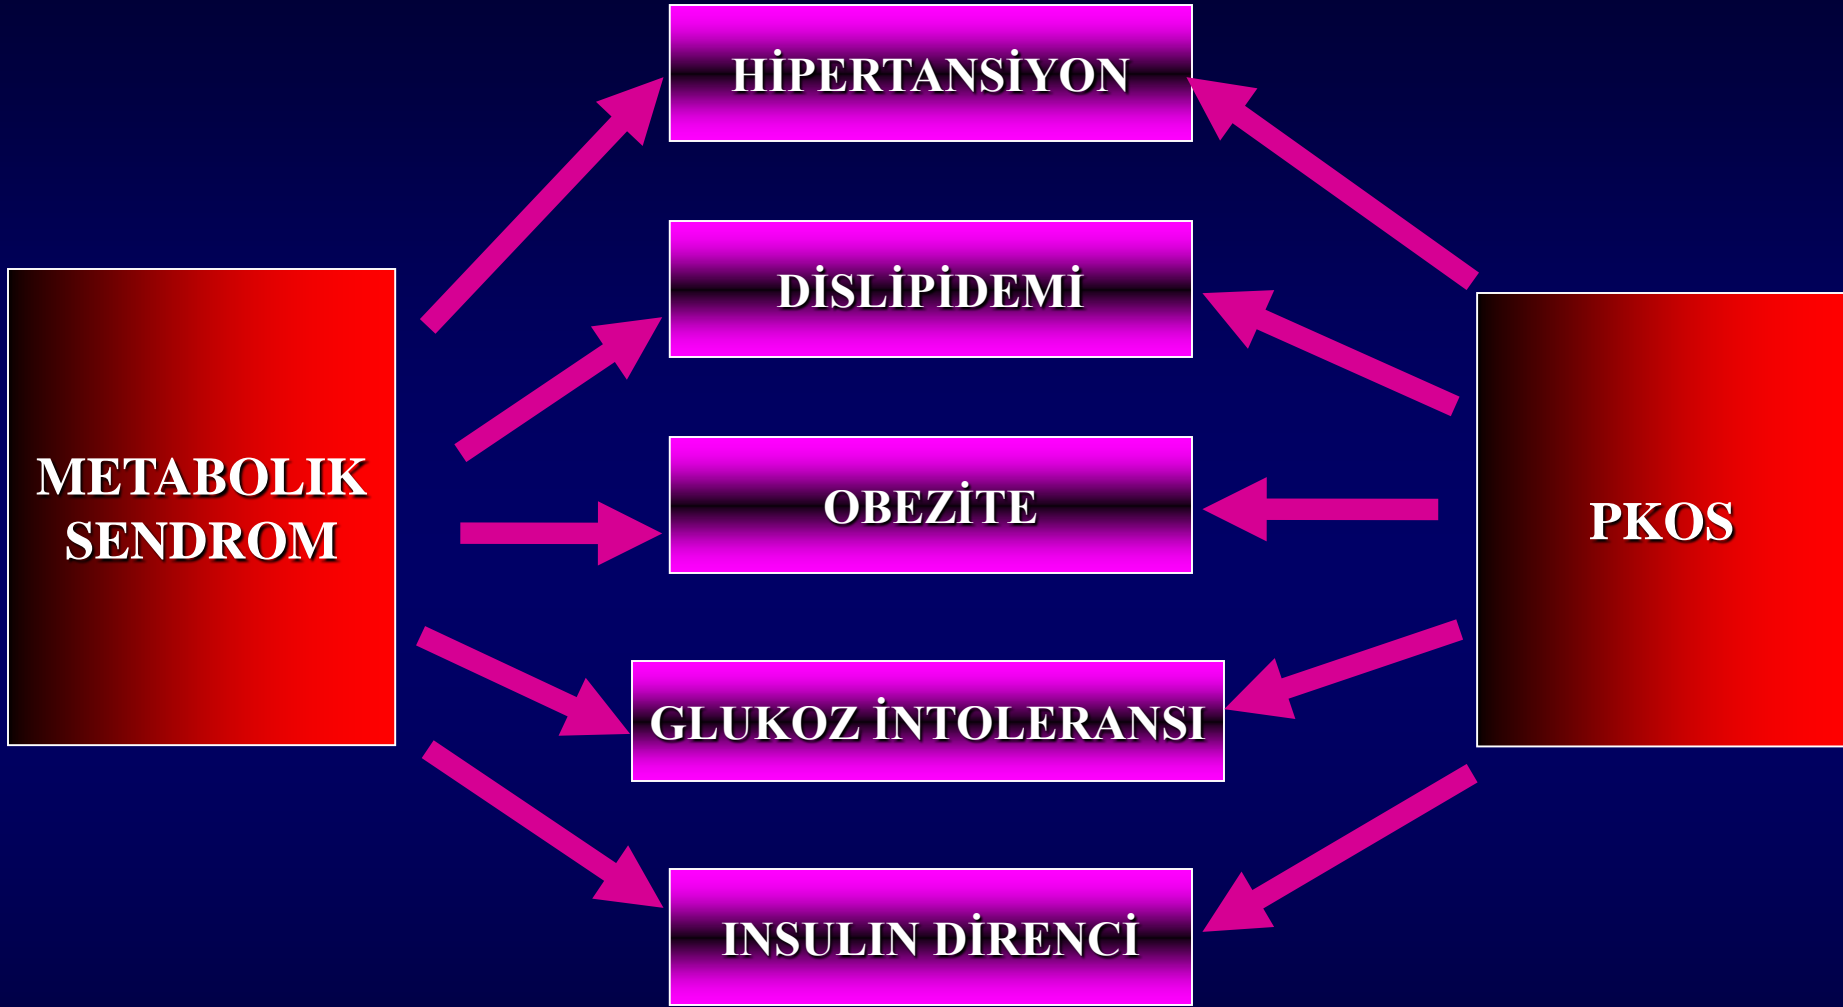 HİPERTANSİYON
DİSLİPİDEMİ
METABOLIK
SENDROM
OBEZİTE
PKOS
GLUKOZ İNTOLERANSI
INSULIN DİRENCİ